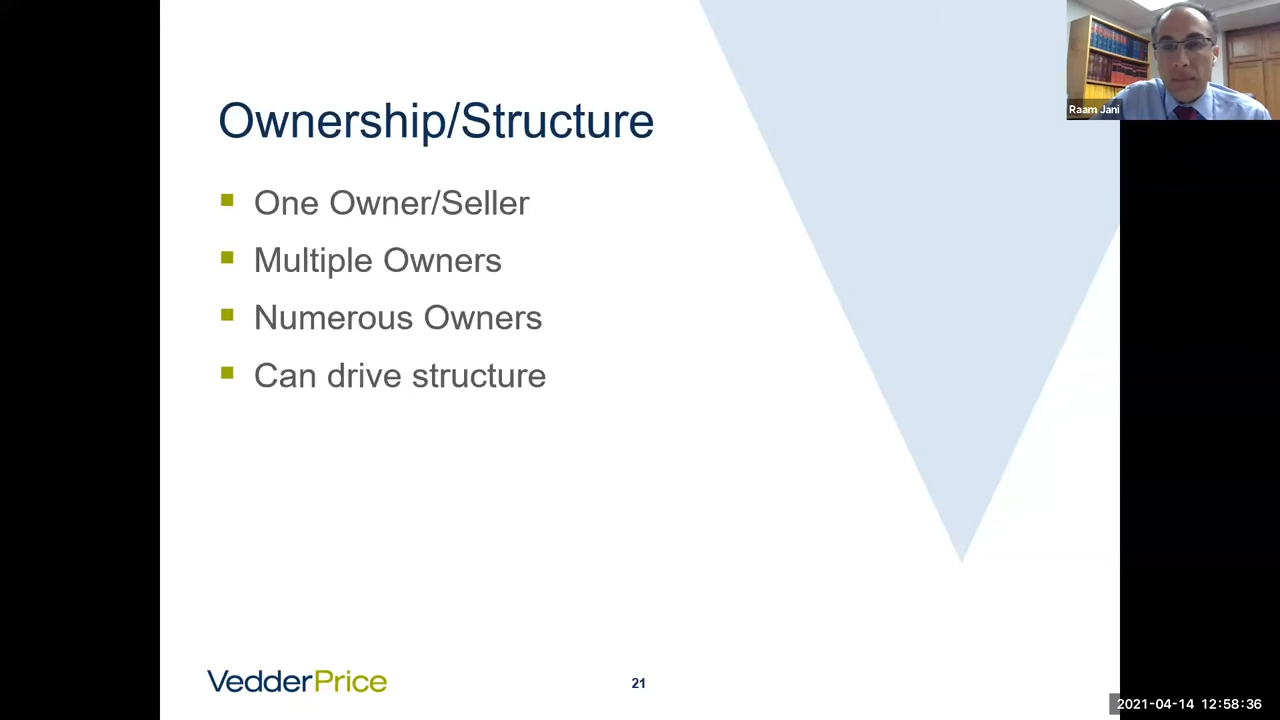 Ownership/Structure
One Owner/Seller
Multiple Owners
Numerous Owners
Can drive structure
Raam Jani
VedderPrice
21
2021-04-14 12:58:36